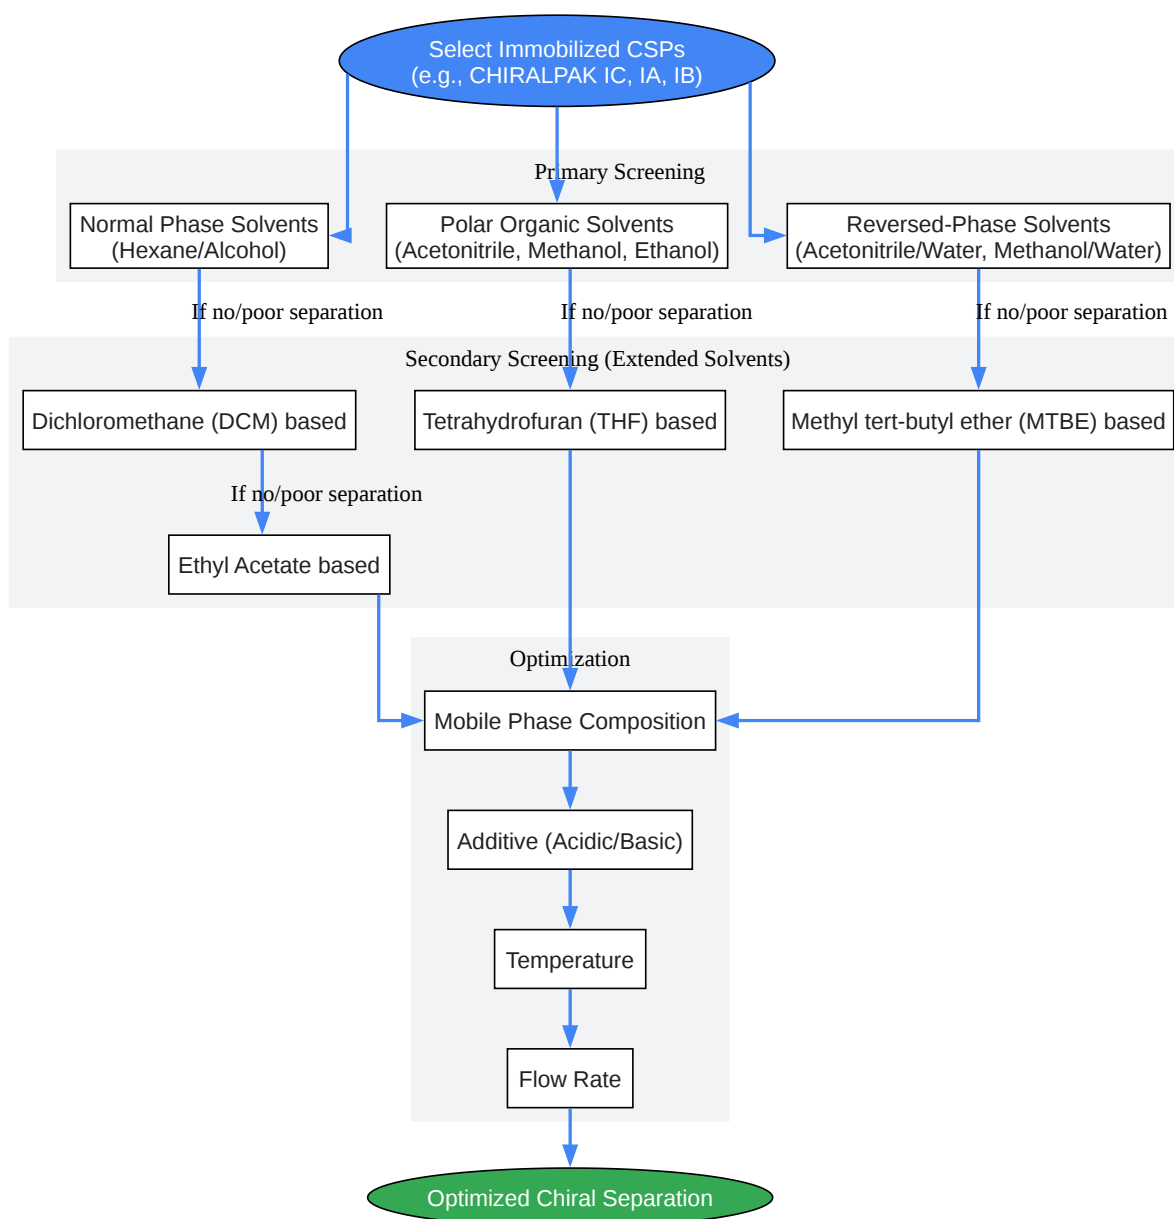 Select Immobilized CSPs
(e.g., CHIRALPAK IC, IA, IB)
Primary Screening
Normal Phase Solvents
(Hexane/Alcohol)
Polar Organic Solvents
(Acetonitrile, Methanol, Ethanol)
Reversed-Phase Solvents
(Acetonitrile/Water, Methanol/Water)
If no/poor separation
If no/poor separation
If no/poor separation
Secondary Screening (Extended Solvents)
Dichloromethane (DCM) based
Tetrahydrofuran (THF) based
Methyl tert-butyl ether (MTBE) based
If no/poor separation
Ethyl Acetate based
Optimization
Mobile Phase Composition
Additive (Acidic/Basic)
Temperature
Flow Rate
Optimized Chiral Separation